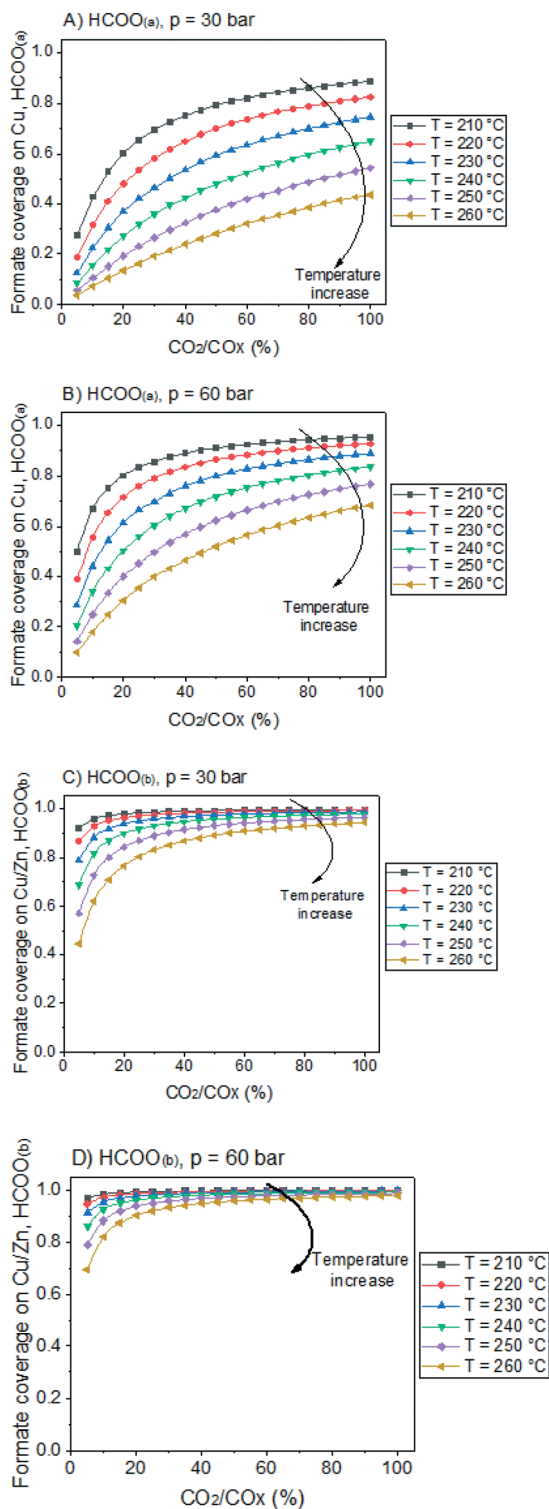 A) HCOO(a), p = 30 bar
Formate coverage on Cu, HCOO(a)
1.0
0.8
0.6
0.4
0.2
0.0
0 20 40 60 80 100
CO2/COx (%)
Temperature
increase
T = 210 °C
T = 220 °C
T = 230 °C
T = 240 °C
T = 250 °C
T = 260 °C
B) HCOO(a), p = 60 bar
Formate coverage on Cu, HCOO(a)
1.0
0.8
0.6
0.4
0.2
0.0
0 20 40 60 80 100
CO2/COx (%)
Temperature
increase
T = 210 °C
T = 220 °C
T = 230 °C
T = 240 °C
T = 250 °C
T = 260 °C
C) HCOO(b), p = 30 bar
Formate coverage on Cu/Zn, HCOO(b)
1.0
0.8
0.6
0.4
0.2
0.0
0 20 40 60 80 100
CO2/COx (%)
Temperature
increase
T = 210 °C
T = 220 °C
T = 230 °C
T = 240 °C
T = 250 °C
T = 260 °C
D) HCOO(b), p = 60 bar
Formate coverage on Cu/Zn, HCOO(b)
1.0
0.8
0.6
0.4
0.2
0.0
0 20 40 60 80 100
CO2/COx (%)
Temperature
increase
T = 210 °C
T = 220 °C
T = 230 °C
T = 240 °C
T = 250 °C
T = 260 °C